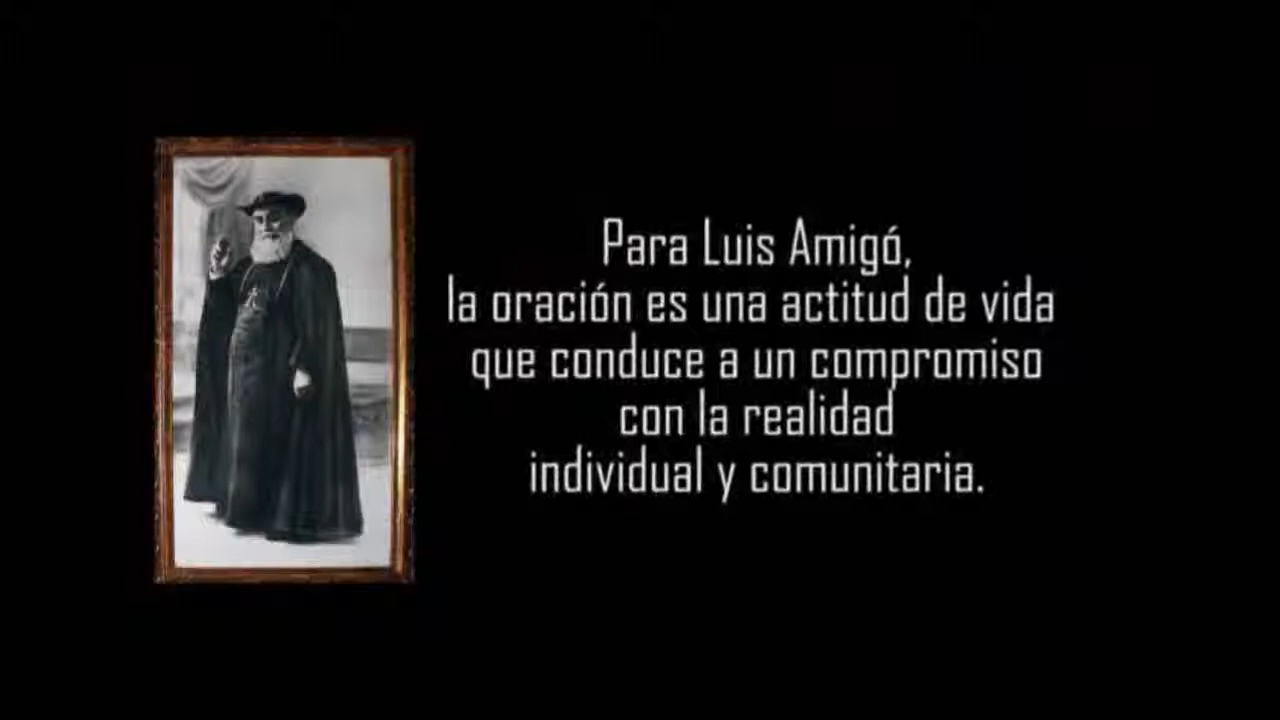 Para Luis Amigó,
la oración es una actitud de vida
que conduce a un compromiso
con la realidad
individual y comunitaria.